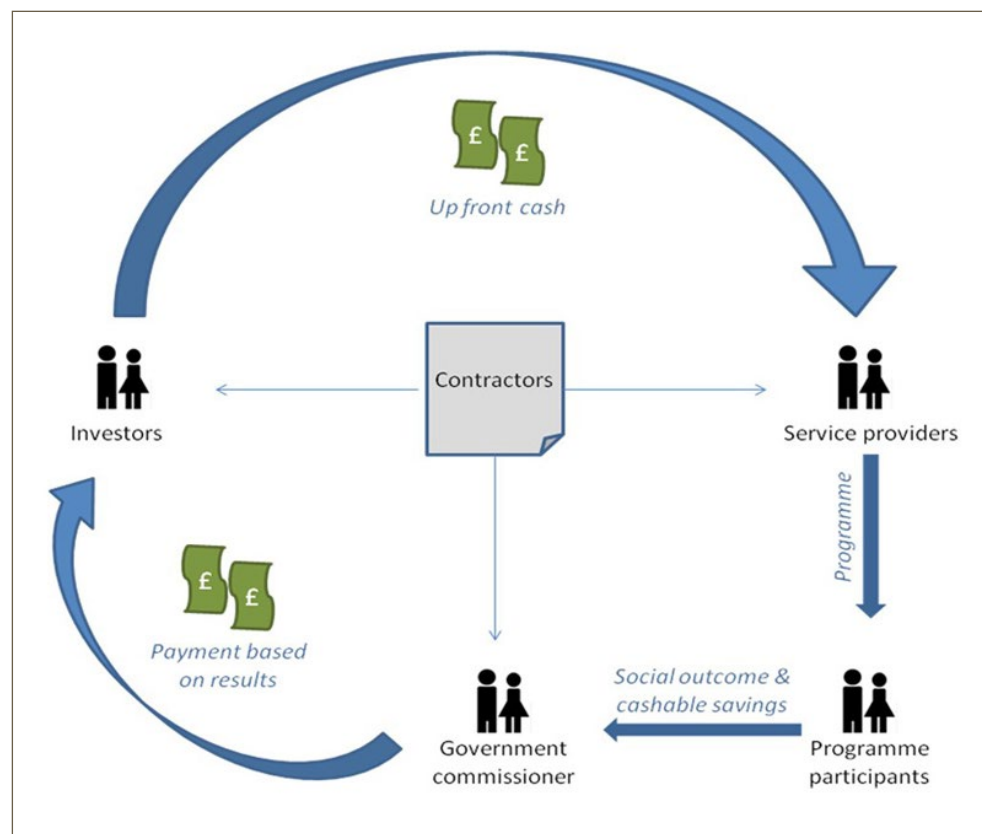 £ £
Up front cash
Contractors
Investors
Service providers
Programme
£ £
Payment based
on results
Social outcome &
cashable savings
Government
commissioner
Programme
participants